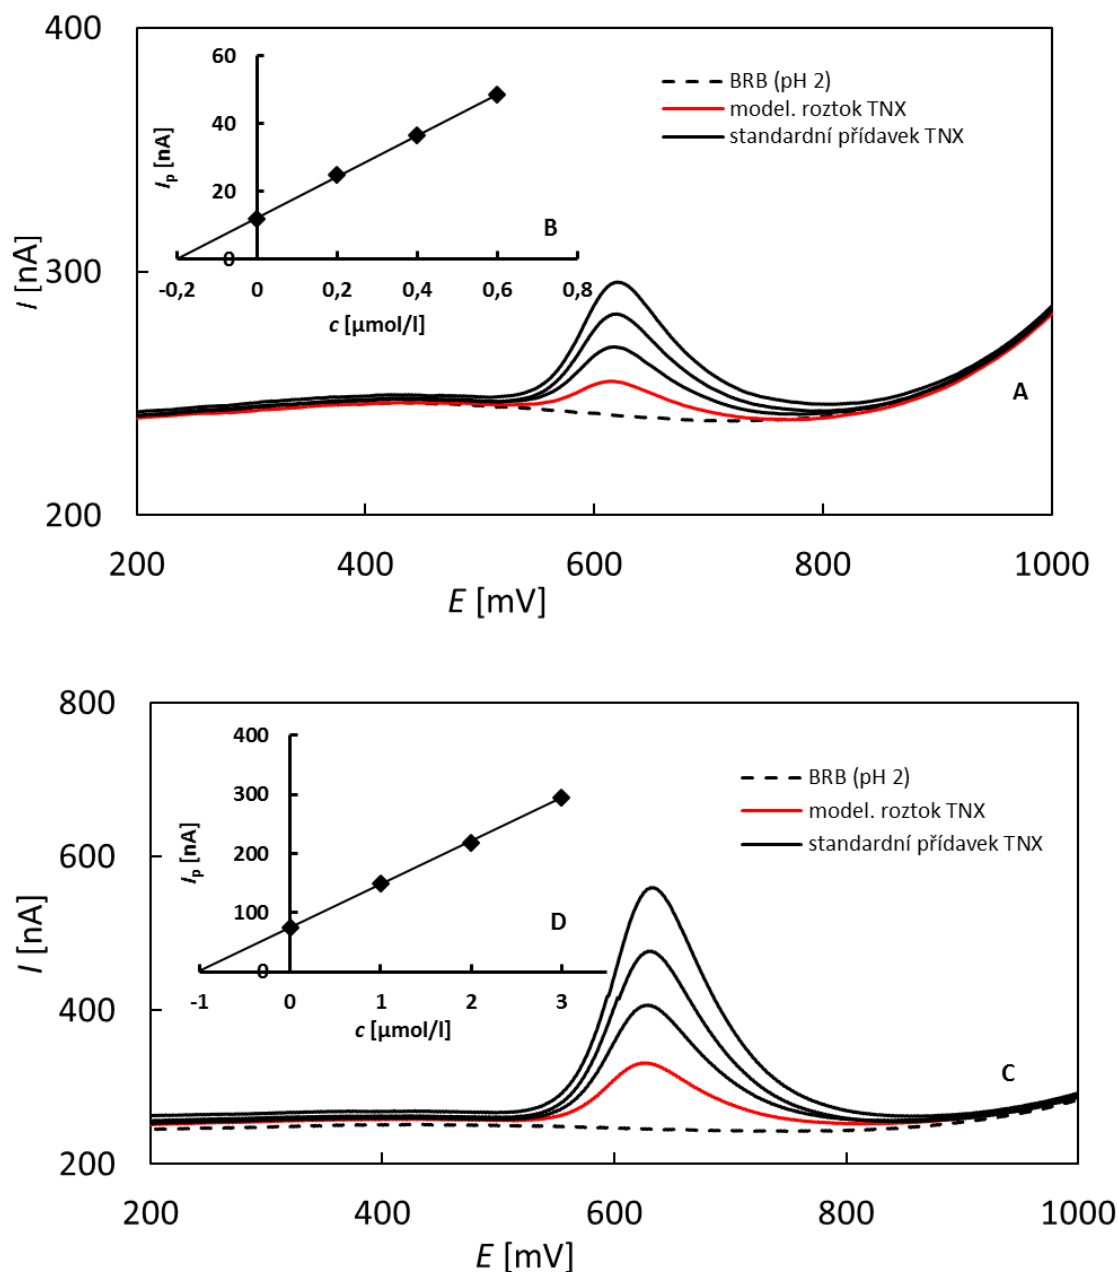 400
300
200
I [nA]
60
40
20
0
Ip [nA]
-0,2 0 0,2 0,4 0,6 0,8
c [µmol/l]
B
BRB (pH 2)
model. roztok TNX
standardní přídavek TNX
A
200 400 600 800 1000
E [mV]
800
600
400
200
I [nA]
400
300
200
100
0
Ip [nA]
-1 0 1 2 3
c [µmol/l]
D
BRB (pH 2)
model. roztok TNX
standardní přídavek TNX
C
200 400 600 800 1000
E [mV]